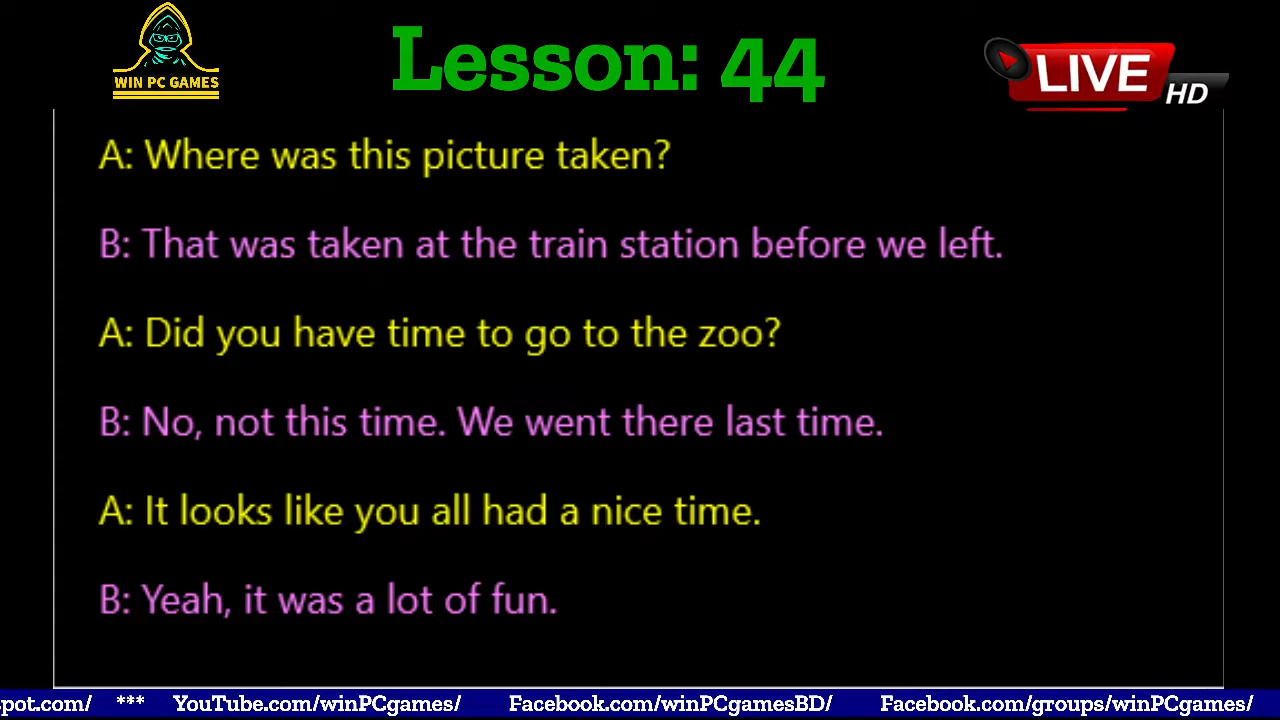 WIN PC GAMES
Lesson: 44
LIVE
HD
A: Where was this picture taken?
B: That was taken at the train station before we left.
A: Did you have time to go to the zoo?
B: No, not this time. We went there last time.
A: It looks like you all had a nice time.
B: Yeah, it was a lot of fun.
spot.com/ *** YouTube.com/winPCgames/ Facebook.com/winPCgamesBD/ Facebook.com/groups/winPCgames/